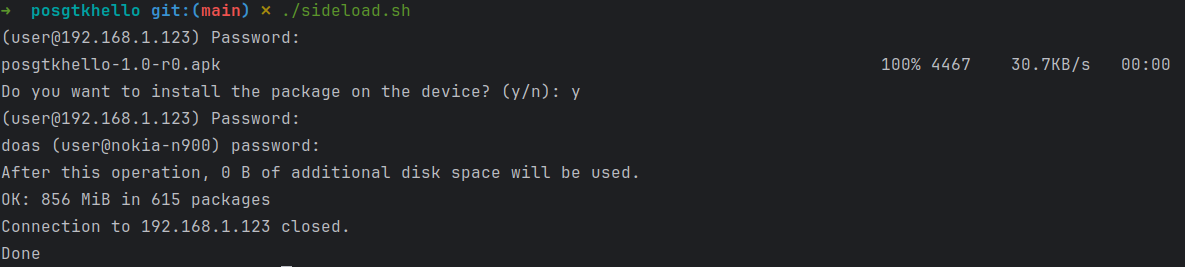 ➜ posgtkhello git:(main) ✗ ./sideload.sh
(user@192.168.1.123) Password:
posgtkhello-1.0-r0.apk 100% 4467 30.7KB/s 00:00
Do you want to install the package on the device? (y/n): y
(user@192.168.1.123) Password:
doas (user@nokia-n900) password:
After this operation, 0 B of additional disk space will be used.
OK: 856 MiB in 615 packages
Connection to 192.168.1.123 closed.
Done